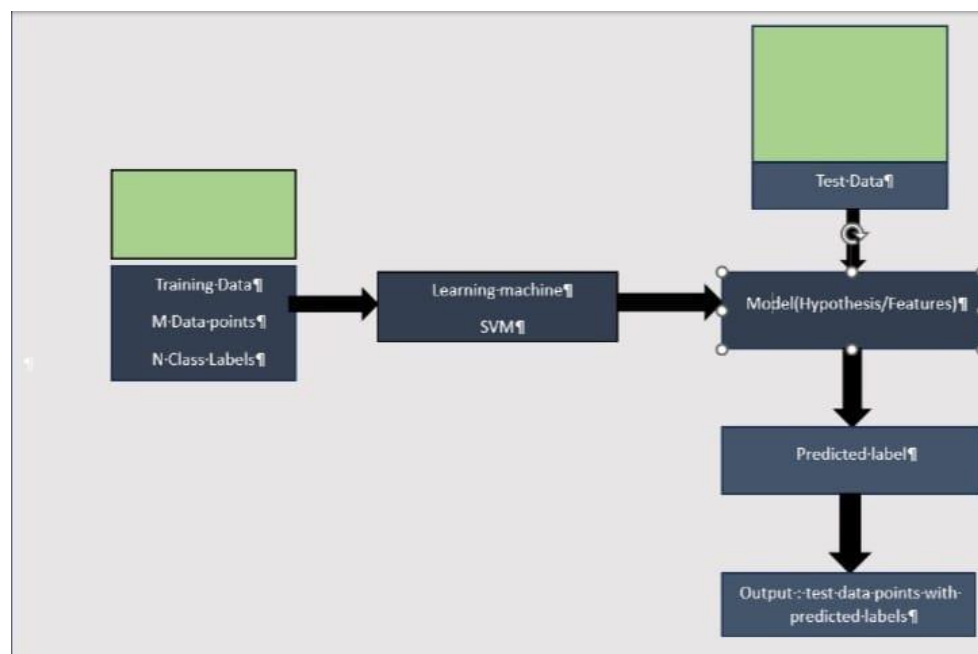 Test·Data¶
Training·Data¶
M·Data·points¶
N·Class·Labels¶
Learning·machine¶
SVM¶
Model(Hypothesis/Features)¶
¶
Predicted·label¶
Output·:·test·data·points·with·
predicted·labels¶